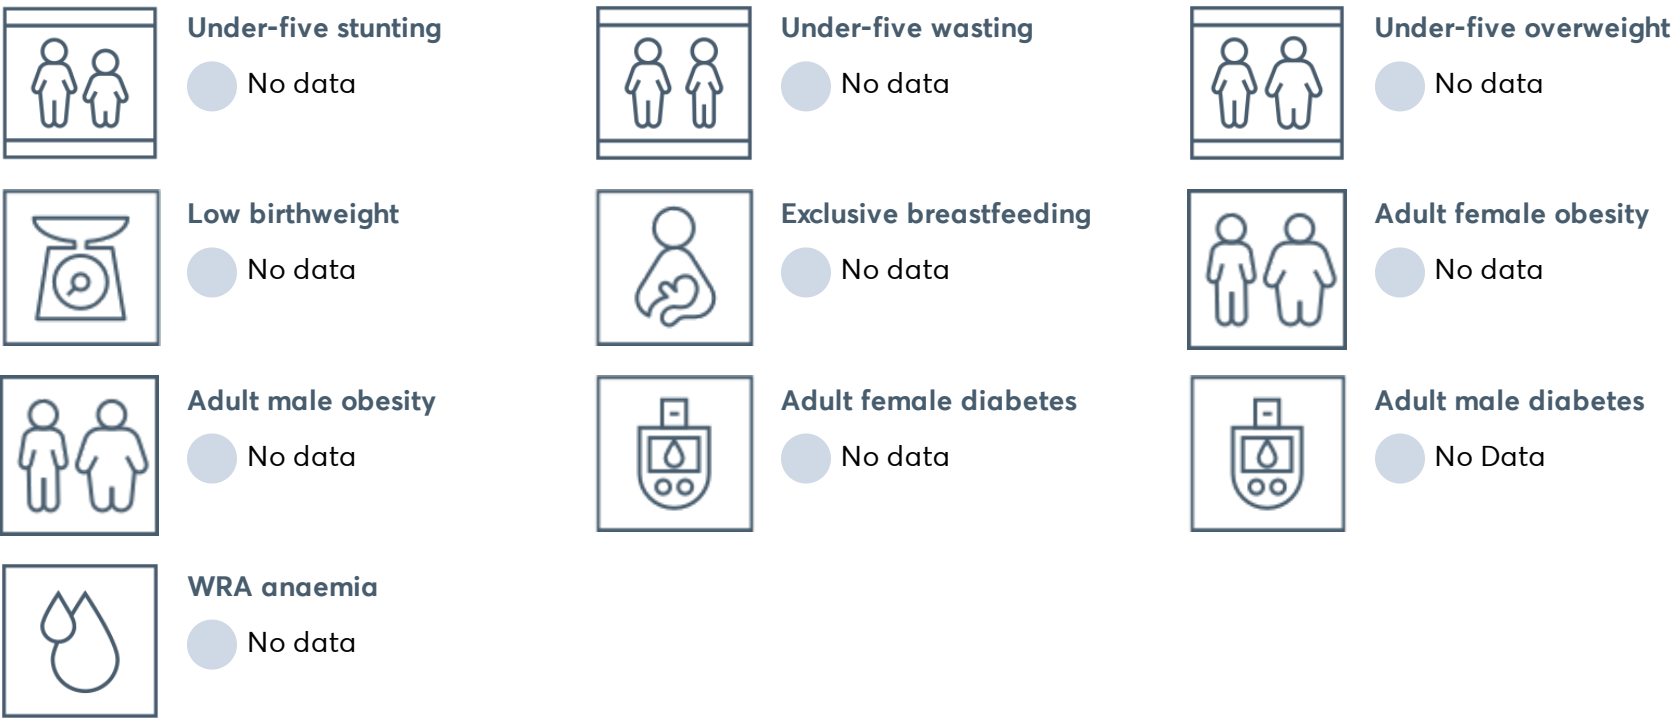 Under-five stunting
No data
Under-five wasting
No data
Under-five overweight
No data
Low birthweight
No data
Exclusive breastfeeding
No data
Adult female obesity
No data
Adult male obesity
No data
Adult female diabetes
No data
Adult male diabetes
No Data
WRA anaemia
No data